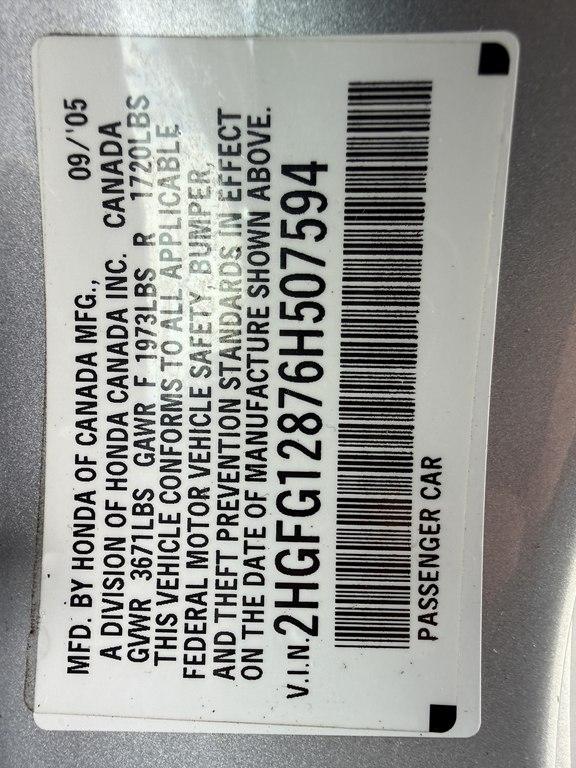 MFD. BY HONDA OF CANADA MFG., 09/'05
A DIVISION OF HONDA CANADA INC. CANADA
GVWR 3671LBS GAWR F 1973LBS R 1720LBS
THIS VEHICLE CONFORMS TO ALL APPLICABLE
FEDERAL MOTOR VEHICLE SAFETY, BUMPER,
AND THEFT PREVENTION STANDARDS IN EFFECT
ON THE DATE OF MANUFACTURE SHOWN ABOVE.
V.I.N.2HGFG12876H507594
PASSENGER CAR